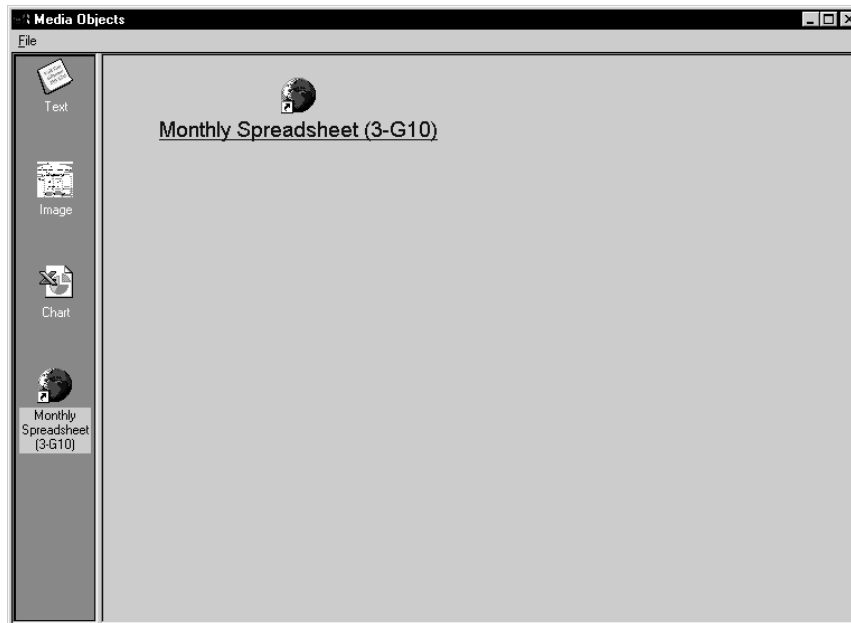 Media Objects
File
Text
Image
Chart
Monthly
Spreadsheet
(3-G10)
Monthly Spreadsheet (3-G10)